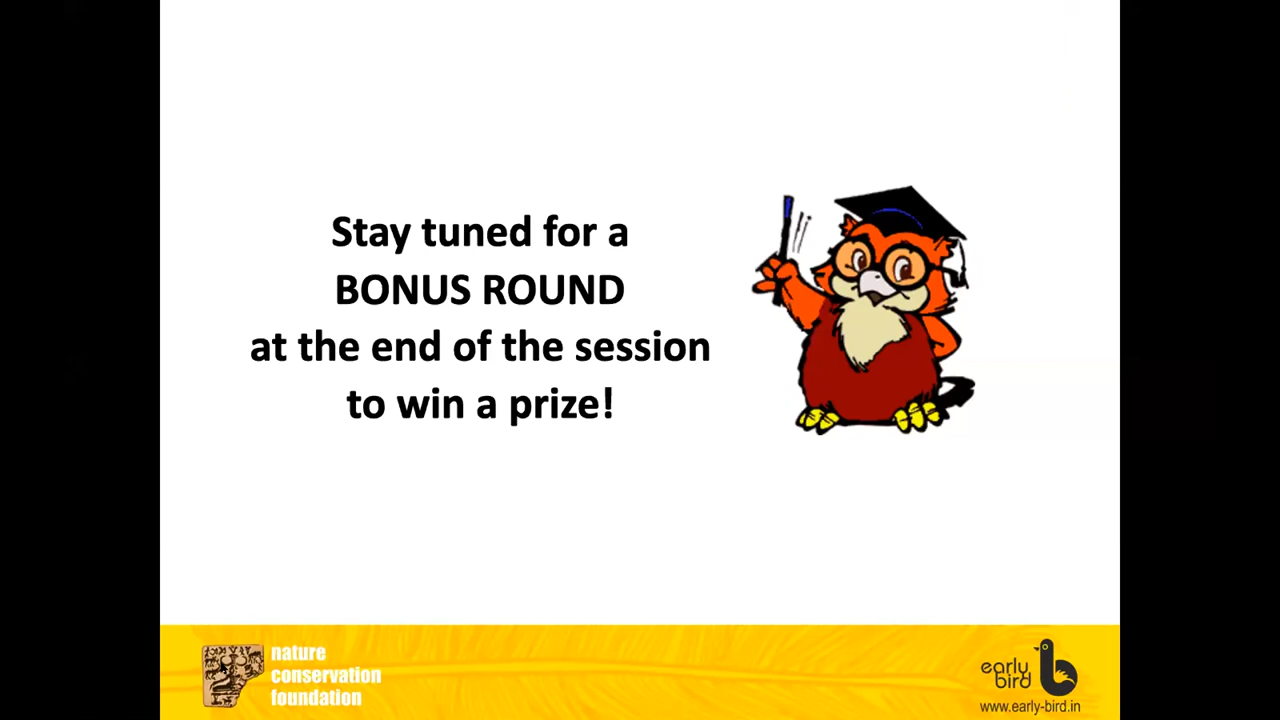 Stay tuned for a
BONUS ROUND
at the end of the session
to win a prize!
nature
conservation
foundation
early
bird
www.early-bird.in